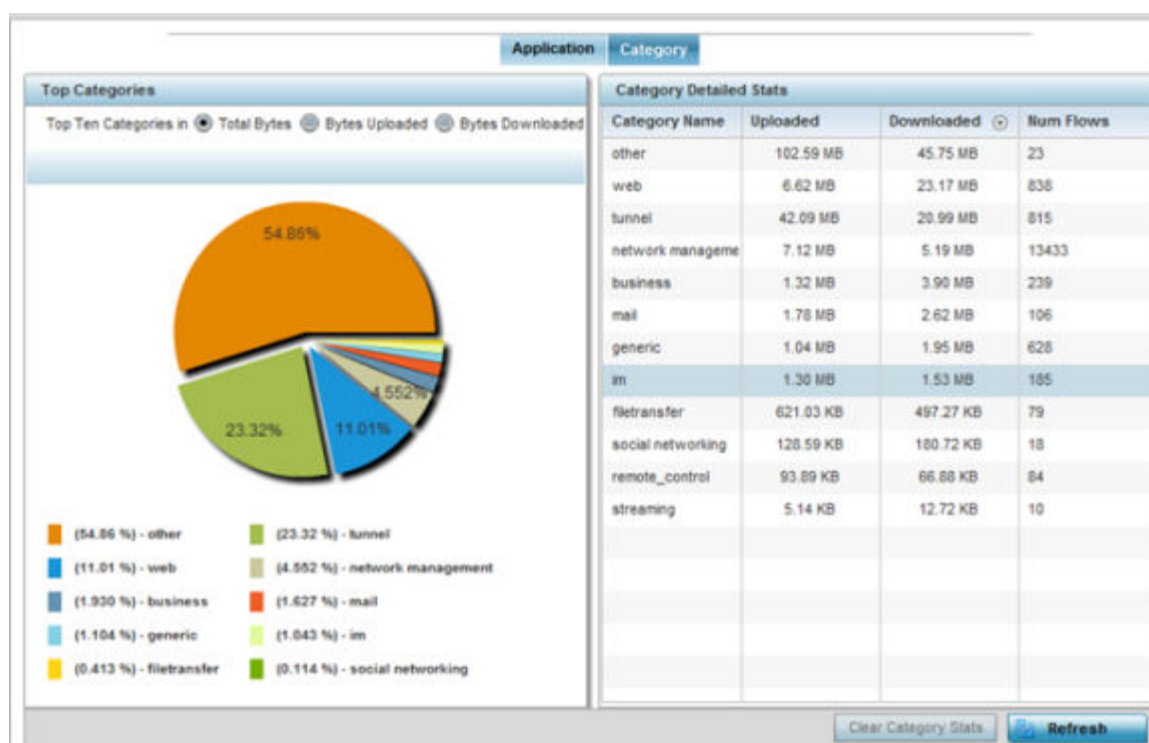 Application Category
Top Categories
Top Ten Categories in Total Bytes Bytes Uploaded Bytes Downloaded
54.86%
4.552%
23.32%
11.01%
(54.86 %) - other
(23.32 %) - tunnel
(11.01 %) - web
(4.552 %) - network management
(1.930 %) - business
(1.627 %) - mail
(1.104 %) - generic
(1.043 %) - im
(0.413 %) - filetransfer
(0.114 %) - social networking
Category Detailed Stats
Category Name Uploaded Downloaded Num Flows
other 102.59 MB 45.75 MB 23
web 6.62 MB 23.17 MB 838
tunnel 42.09 MB 20.99 MB 815
network manageme 7.12 MB 5.19 MB 13433
business 1.32 MB 3.90 MB 239
mail 1.78 MB 2.62 MB 106
generic 1.04 MB 1.95 MB 628
im 1.30 MB 1.53 MB 185
filetransfer 621.03 KB 497.27 KB 79
social networking 128.59 KB 180.72 KB 18
remote_control 93.89 KB 66.88 KB 84
streaming 5.14 KB 12.72 KB 10
Clear Category Stats Refresh